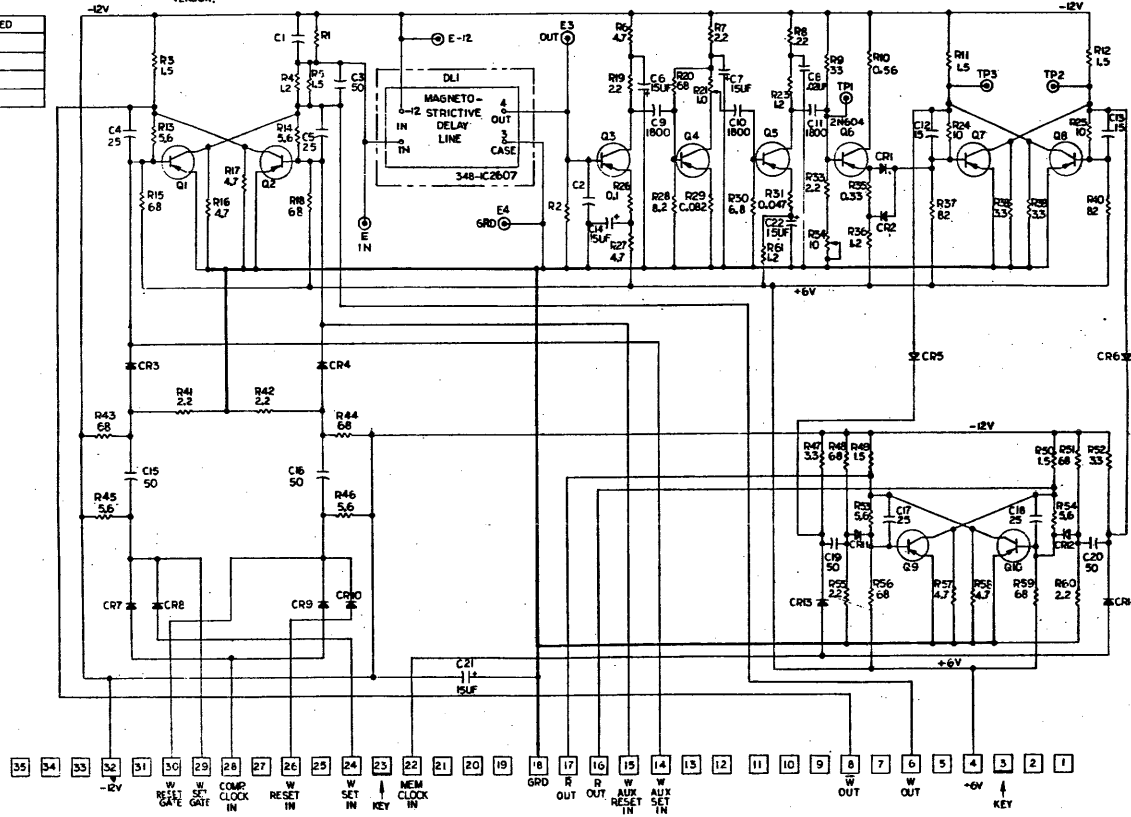 ED
VENDOR,
-12V
-12V
R3
1.5
C1
R1
R4
1.2
R5
1.5
C3
50
E-12
E3
OUT
DL1
MAGNETO-
STRICTIVE
DELAY
LINE
-12
IN
IN
4
OUT
3
CASE
348-1C2607
E4
GRD
E
IN
R2
C2
R6
4.7
R19
22
C6
15UF
C9
1800
R20
68
R7
2.2
R21
1.0
C7
15UF
C10
1800
R8
.22
R23
1.2
C8
.02UF
C11
1800
R9
33
TP1
2N604
R10
0.56
R11
1.5
TP3
TP2
R12
1.5
C4
25
R13
5.6
R14
5.6
C5
25
Q1
Q2
R15
68
R16
4.7
R17
4.7
R18
68
Q3
Q4
Q5
Q6
CR1
CR2
C12
15
R24
10
Q7
Q8
R25
10
C13
15
R26
0.1
C14
15UF
R27
4.7
R28
8.2
R29
0.082
R30
6.8
R31
0.047
C22
15UF
R61
1.2
R33
2.2
R34
10
R35
0.33
R36
1.2
R37
82
R38
3.3
R39
3.3
R40
82
+6V
CR3
CR4
CR5
CR6
R41
2.2
R42
2.2
R43
68
R44
68
C15
50
C16
50
R45
5.6
R46
5.6
-12V
R47
3.3
R48
68
R49
1.5
R50
1.5
R51
68
R52
3.3
R53
5.6
C17
25
C18
25
R54
5.6
C19
50
CR11
Q9
Q10
CR12
C20
50
CR13
R55
2.2
R56
68
R57
4.7
R58
4.7
R59
68
R60
2.2
CR7
CR8
CR9
CR10
C21
15UF
+6V
35 34 33 32 31 30 29 28 27 26 25 24 23 22 21 20 19 18 17 16 15 14 13 12 11 10 9 8 7 6 5 4 3 2 1
-12V
W
RESET
GATE
W
SET
GATE
COMP.
CLOCK
IN
W
RESET
IN
W
SET
IN
KEY
MEM
CLOCK
IN
GRD
R̅
OUT
R
OUT
W
AUX
RESET
IN
W
AUX
SET
IN
W̅
OUT
W
OUT
+6V
KEY